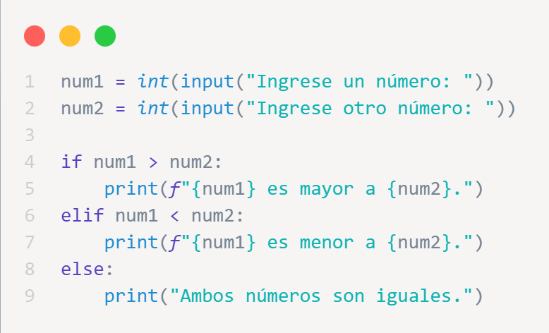 1 num1 = int(input("Ingrese un número: "))
2 num2 = int(input("Ingrese otro número: "))
3
4 if num1 > num2:
5     print(f"{num1} es mayor a {num2}.")
6 elif num1 < num2:
7     print(f"{num1} es menor a {num2}.")
8 else:
9     print("Ambos números son iguales.")